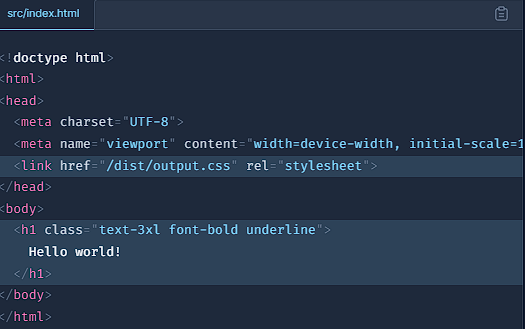 src/index.html
<!doctype html>
<html>
<head>
<meta charset="UTF-8">
<meta name="viewport" content="width=device-width, initial-scale=1
<link href="/dist/output.css" rel="stylesheet">
</head>
<body>
<h1 class="text-3xl font-bold underline">
Hello world!
</h1>
</body>
</html>